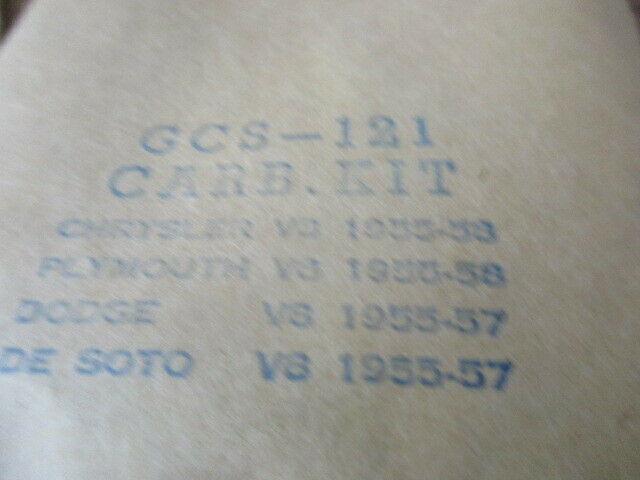 GCS-121
CARB. KIT
CHRYSLER V8 1955-58
PLYMOUTH V8 1955-58
DODGE V8 1955-57
DE SOTO V8 1955-57